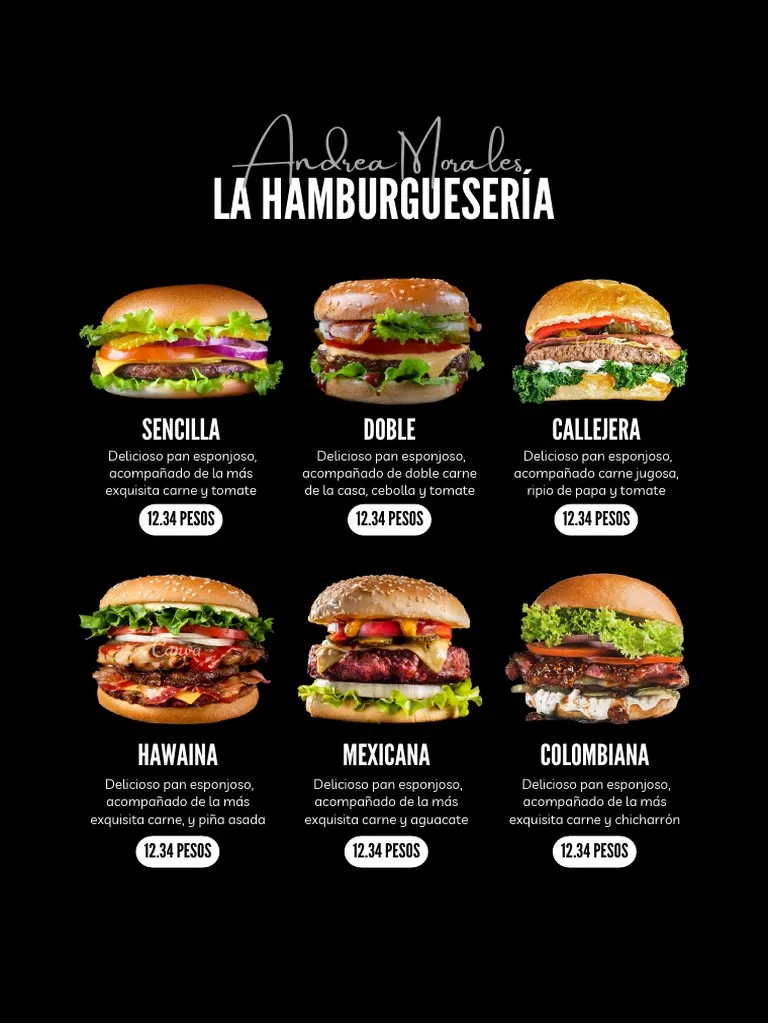 Andrea Morales
LA HAMBURGUESERÍA
SENCILLA
Delicioso pan esponjoso,
acompañado de la más
exquisita carne y tomate
12.34 PESOS
DOBLE
Delicioso pan esponjoso,
acompañado de doble carne
de la casa, cebolla y tomate
12.34 PESOS
CALLEJERA
Delicioso pan esponjoso,
acompañado carne jugosa,
ripio de papa y tomate
12.34 PESOS
Canva
HAWAINA
Delicioso pan esponjoso,
acompañado de la más
exquisita carne, y piña asada
12.34 PESOS
MEXICANA
Delicioso pan esponjoso,
acompañado de la más
exquisita carne y aguacate
12.34 PESOS
COLOMBIANA
Delicioso pan esponjoso,
acompañado de la más
exquisita carne y chicharrón
12.34 PESOS